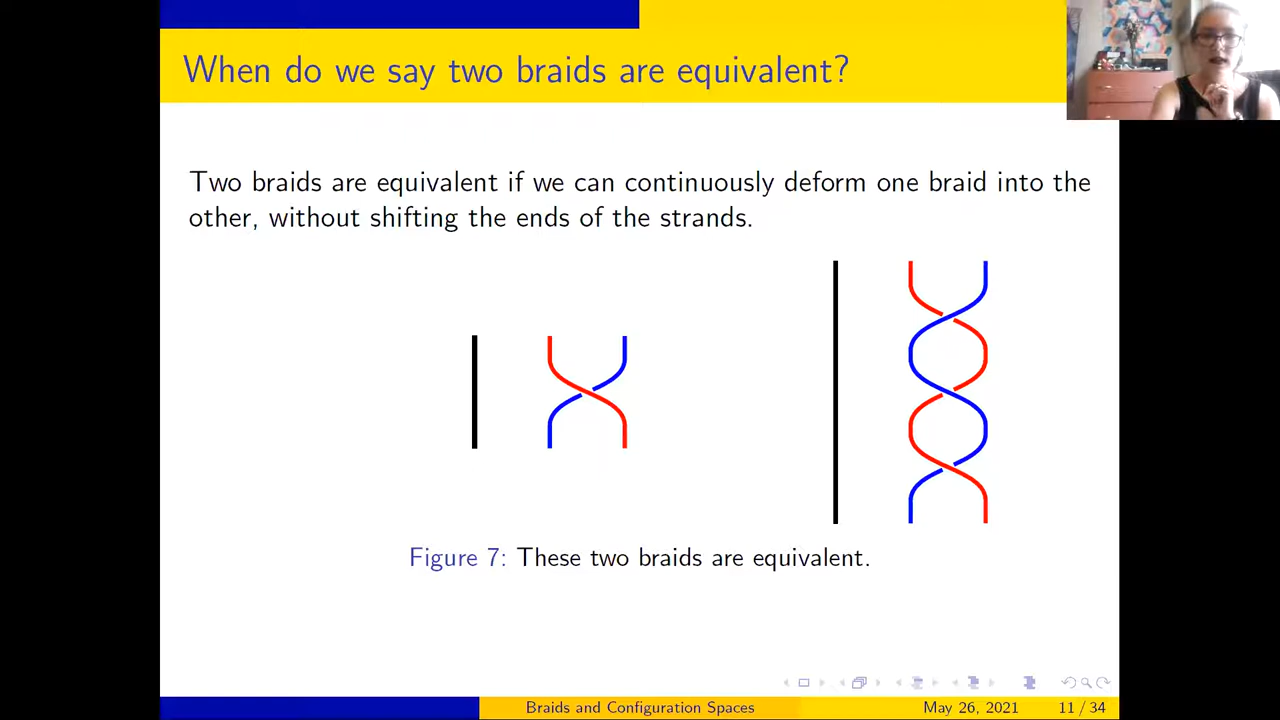 When do we say two braids are equivalent?
Two braids are equivalent if we can continuously deform one braid into the
other, without shifting the ends of the strands.
Figure 7: These two braids are equivalent.
Braids and Configuration Spaces
May 26, 2021
11 / 34